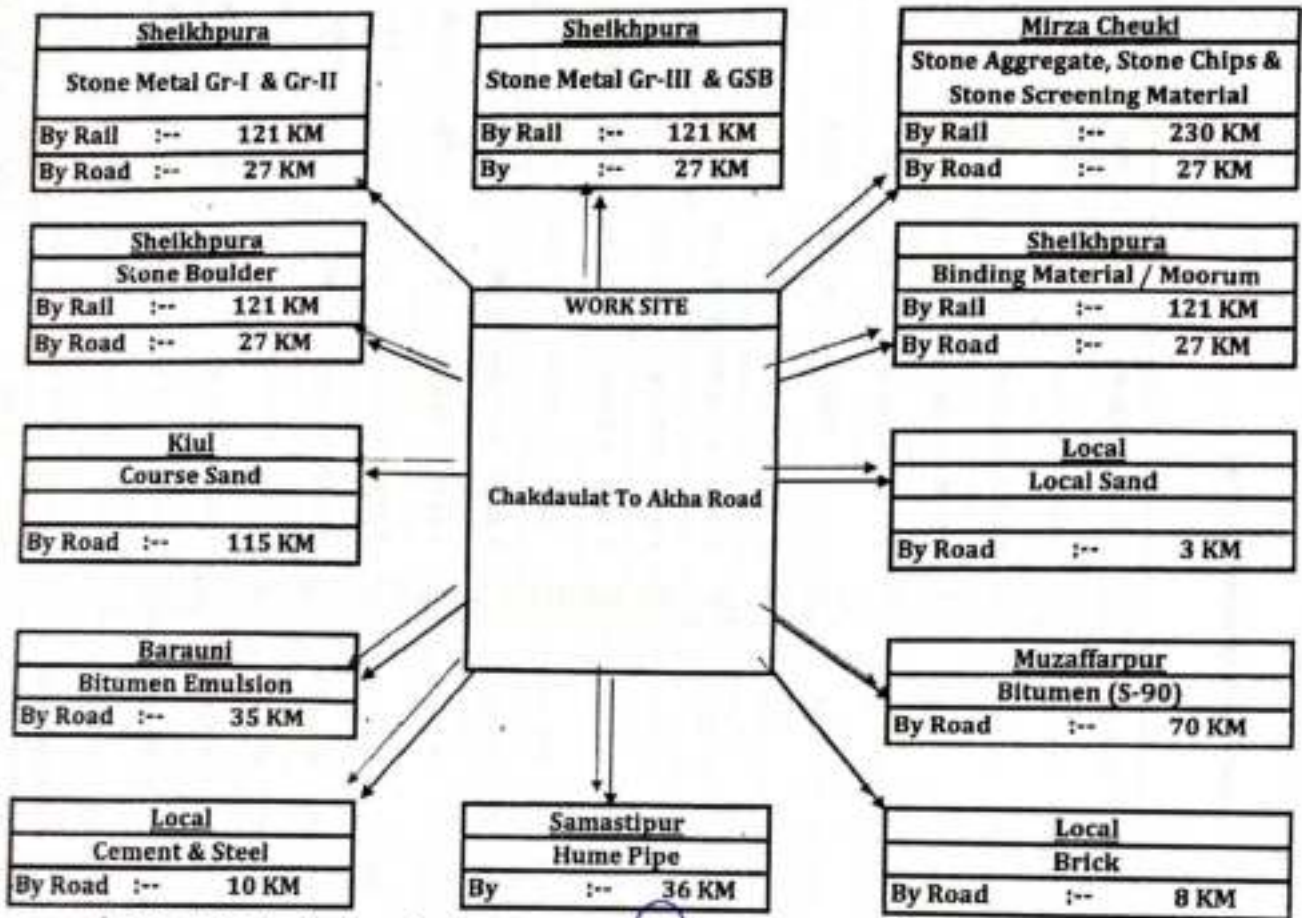 Sheikhpura
Stone Metal Gr-I & Gr-II
By Rail :-- 121 KM
By Road :-- 27 KM
Sheikhpura
Stone Metal Gr-III & GSB
By Rail :-- 121 KM
By :-- 27 KM
Mirza Cheuki
Stone Aggregate, Stone Chips &
Stone Screening Material
By Rail :-- 230 KM
By Road :-- 27 KM
Sheikhpura
Stone Boulder
By Rail :-- 121 KM
By Road :-- 27 KM
WORK SITE
Chakdaulat To Akha Road
Sheikhpura
Binding Material / Moorum
By Rail :-- 121 KM
By Road :-- 27 KM
Kiul
Course Sand
By Road :-- 115 KM
Local
Local Sand
By Road :-- 3 KM
Barauni
Bitumen Emulsion
By Road :-- 35 KM
Muzaffarpur
Bitumen (S-90)
By Road :-- 70 KM
Local
Cement & Steel
By Road :-- 10 KM
Samastipur
Hume Pipe
By :-- 36 KM
Local
Brick
By Road :-- 8 KM